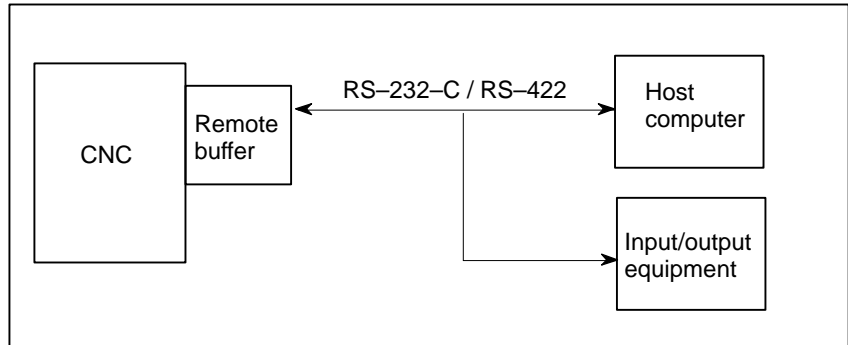 CNC
Remote
buffer
RS–232–C / RS–422
Host
computer
Input/output
equipment